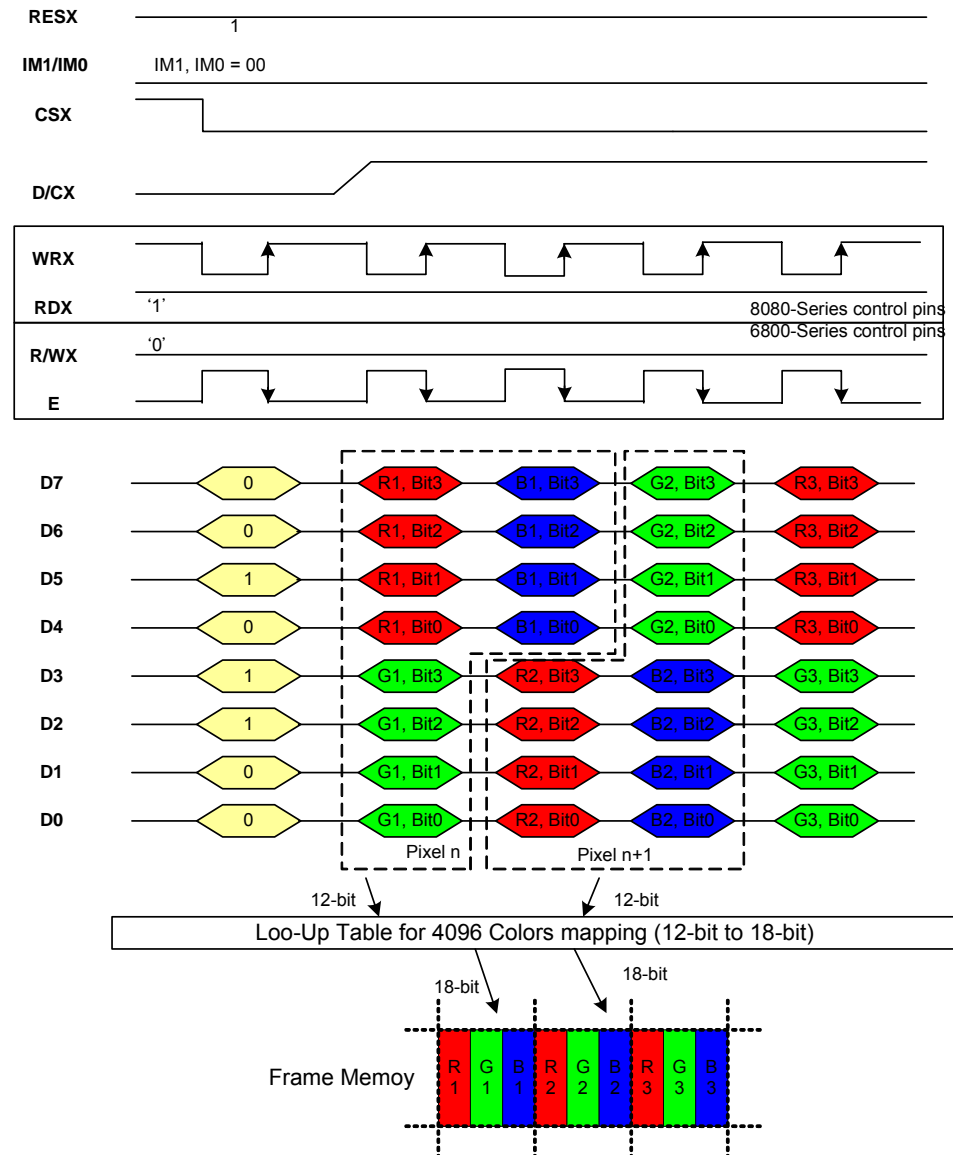 RESX
1
IM1/IM0 IM1, IM0 = 00
CSX
D/CX
WRX
RDX ‘1’ 8080-Series control pins
6800-Series control pins
R/WX ‘0’
E
D7 0 R1, Bit3 B1, Bit3 G2, Bit3 R3, Bit3
D6 0 R1, Bit2 B1, Bit2 G2, Bit2 R3, Bit2
D5 1 R1, Bit1 B1, Bit1 G2, Bit1 R3, Bit1
D4 0 R1, Bit0 B1, Bit0 G2, Bit0 R3, Bit0
D3 1 G1, Bit3 R2, Bit3 B2, Bit3 G3, Bit3
D2 1 G1, Bit2 R2, Bit2 B2, Bit2 G3, Bit2
D1 0 G1, Bit1 R2, Bit1 B2, Bit1 G3, Bit1
D0 0 G1, Bit0 R2, Bit0 B2, Bit0 G3, Bit0
Pixel n Pixel n+1
12-bit 12-bit
Loo-Up Table for 4096 Colors mapping (12-bit to 18-bit)
18-bit 18-bit
Frame Memoy
R G B R G B R G B
1 1 1 2 2 2 3 3 3